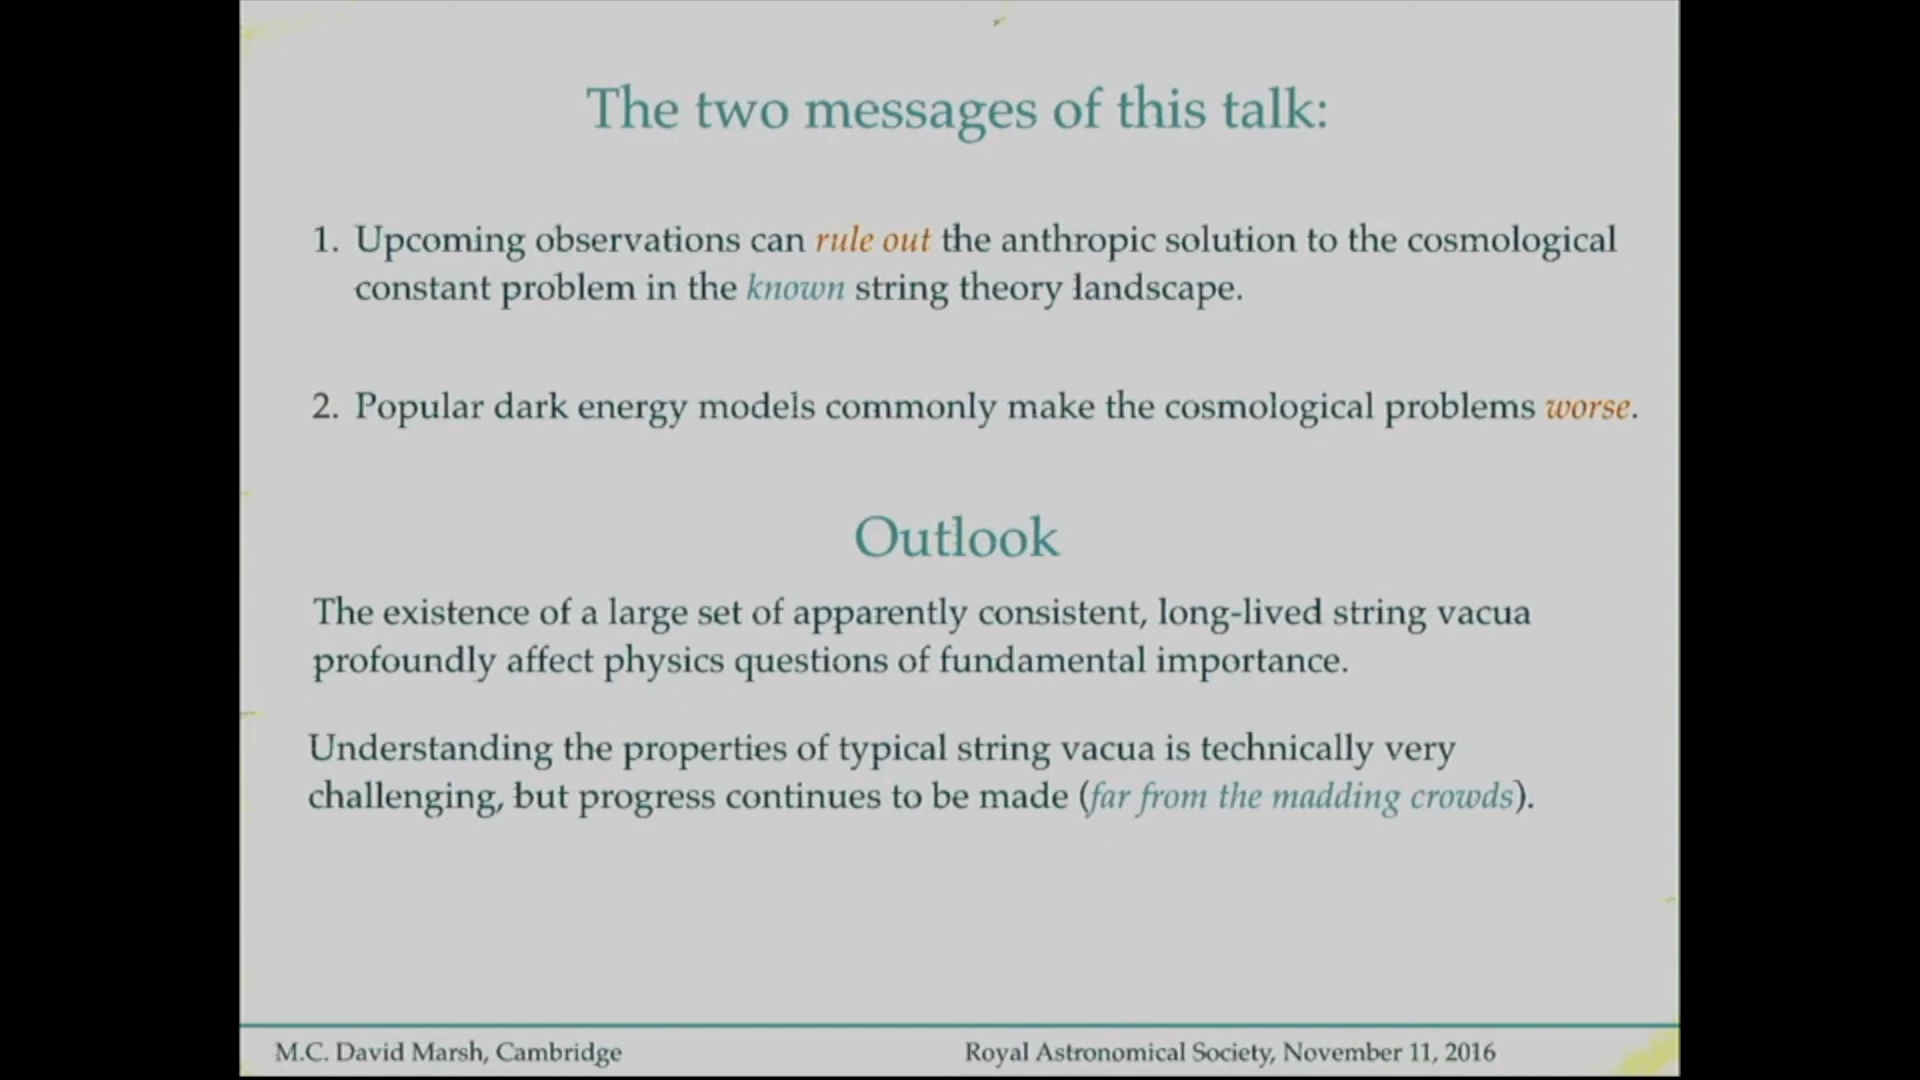 The two messages of this talk:
1. Upcoming observations can rule out the anthropic solution to the cosmological
constant problem in the known string theory landscape.
2. Popular dark energy models commonly make the cosmological problems worse.
Outlook
The existence of a large set of apparently consistent, long-lived string vacua
profoundly affect physics questions of fundamental importance.
Understanding the properties of typical string vacua is technically very
challenging, but progress continues to be made (far from the madding crowds).
M.C. David Marsh, Cambridge
Royal Astronomical Society, November 11, 2016